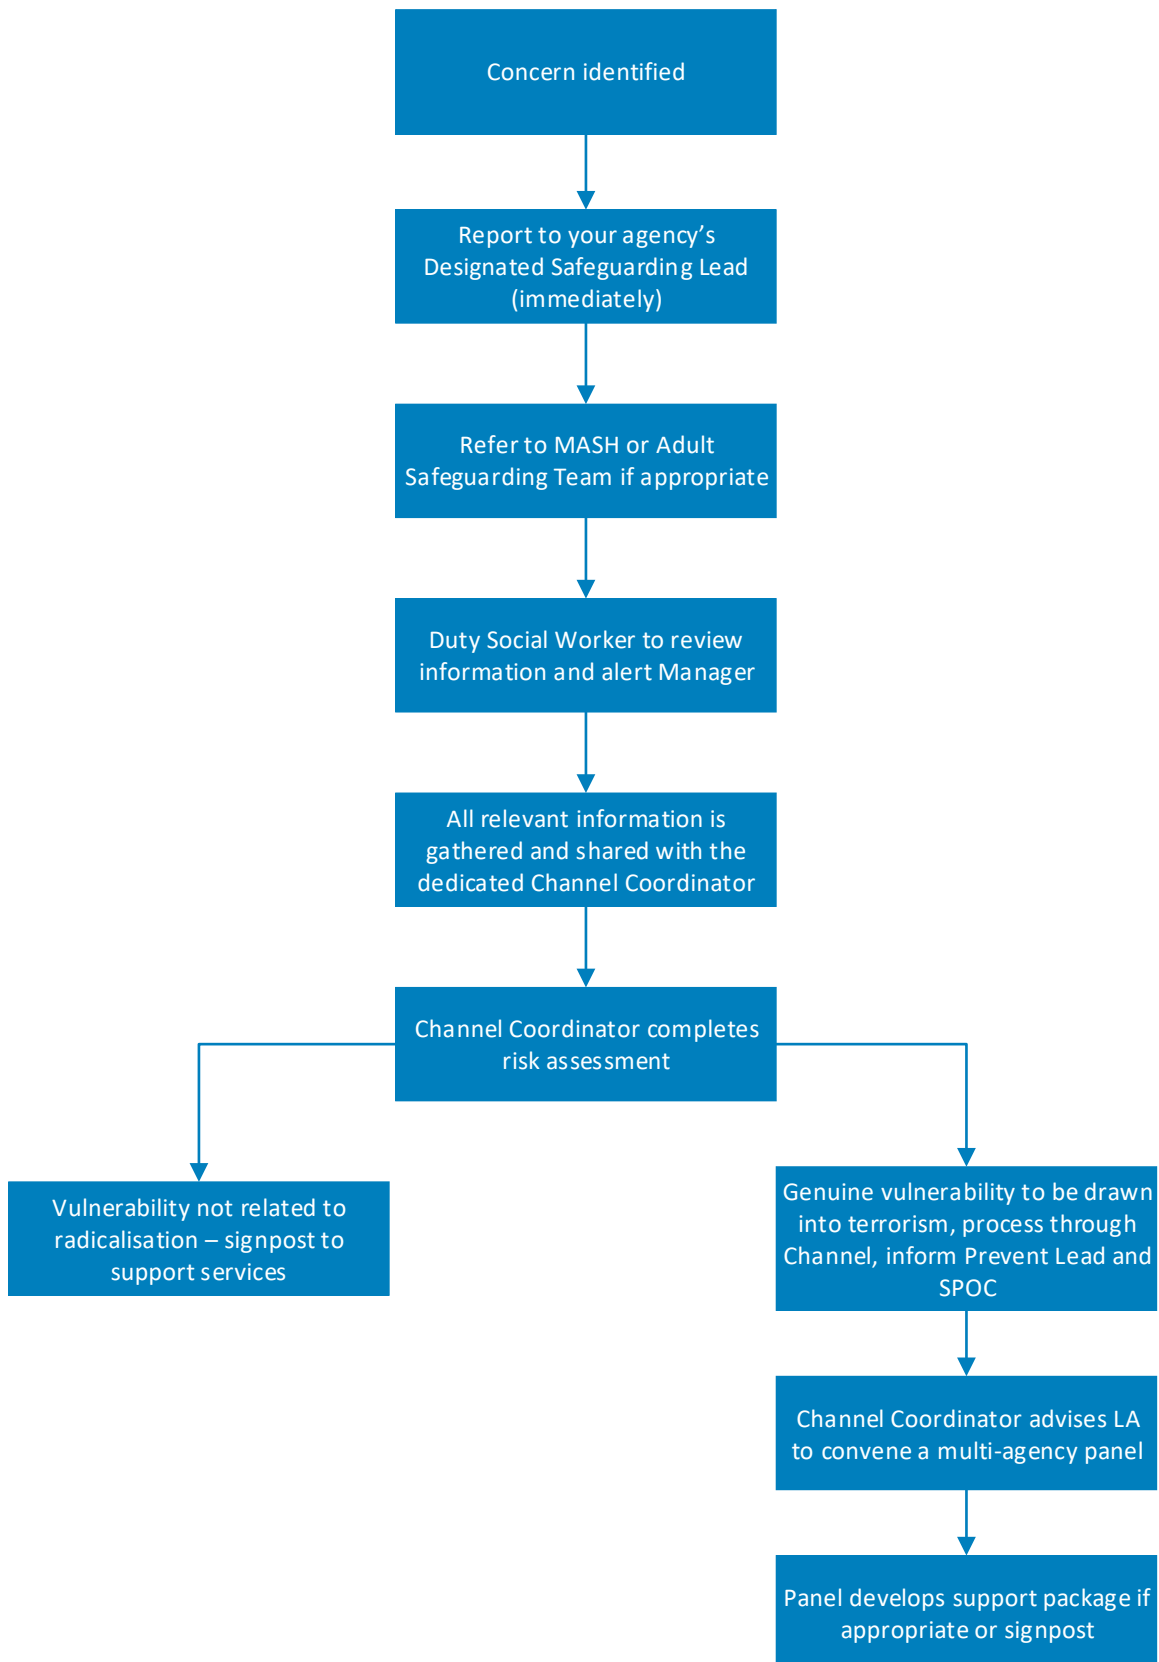 Concern identified
Report to your agency’s
Designated Safeguarding Lead
(immediately)
Refer to MASH or Adult
Safeguarding Team if appropriate
Duty Social Worker to review
information and alert Manager
All relevant information is
gathered and shared with the
dedicated Channel Coordinator
Channel Coordinator completes
risk assessment
Vulnerability not related to
radicalisation – signpost to
support services
Genuine vulnerability to be drawn
into terrorism, process through
Channel, inform Prevent Lead and
SPOC
Channel Coordinator advises LA
to convene a multi-agency panel
Panel develops support package if
appropriate or signpost